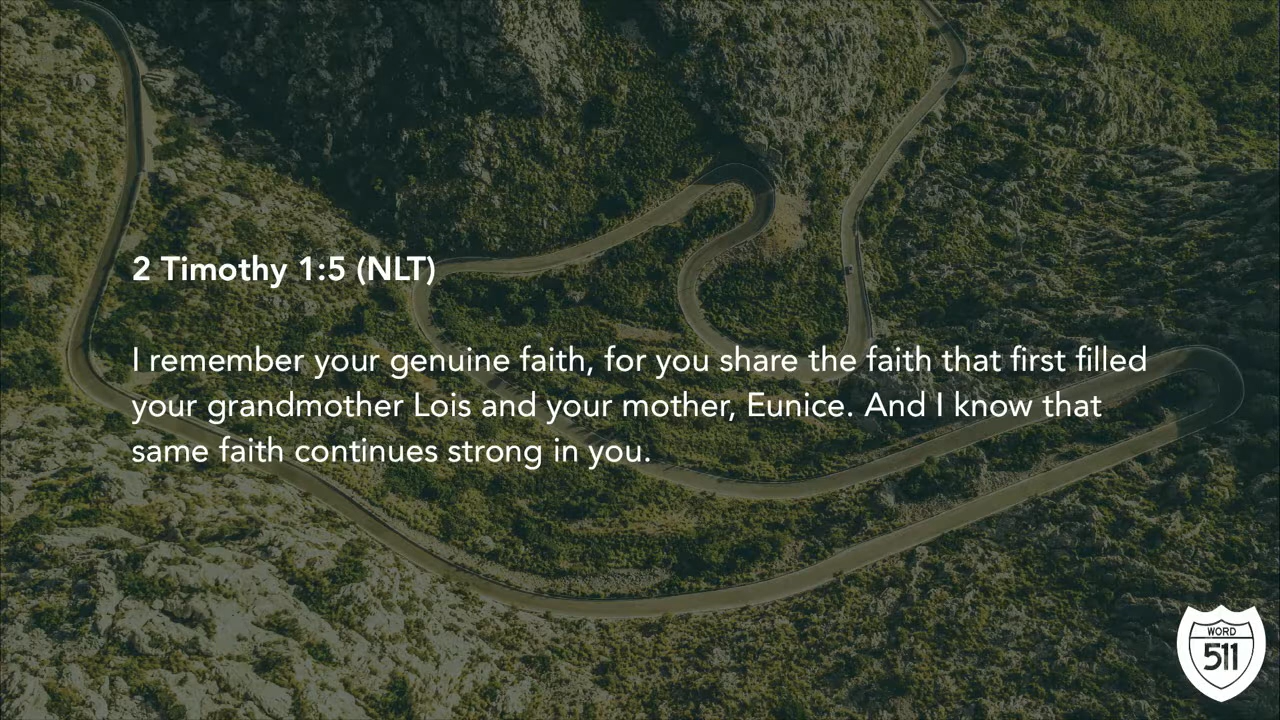 2 Timothy 1:5 (NLT)
I remember your genuine faith, for you share the faith that first filled
your grandmother Lois and your mother, Eunice. And I know that
same faith continues strong in you.
WORD
511